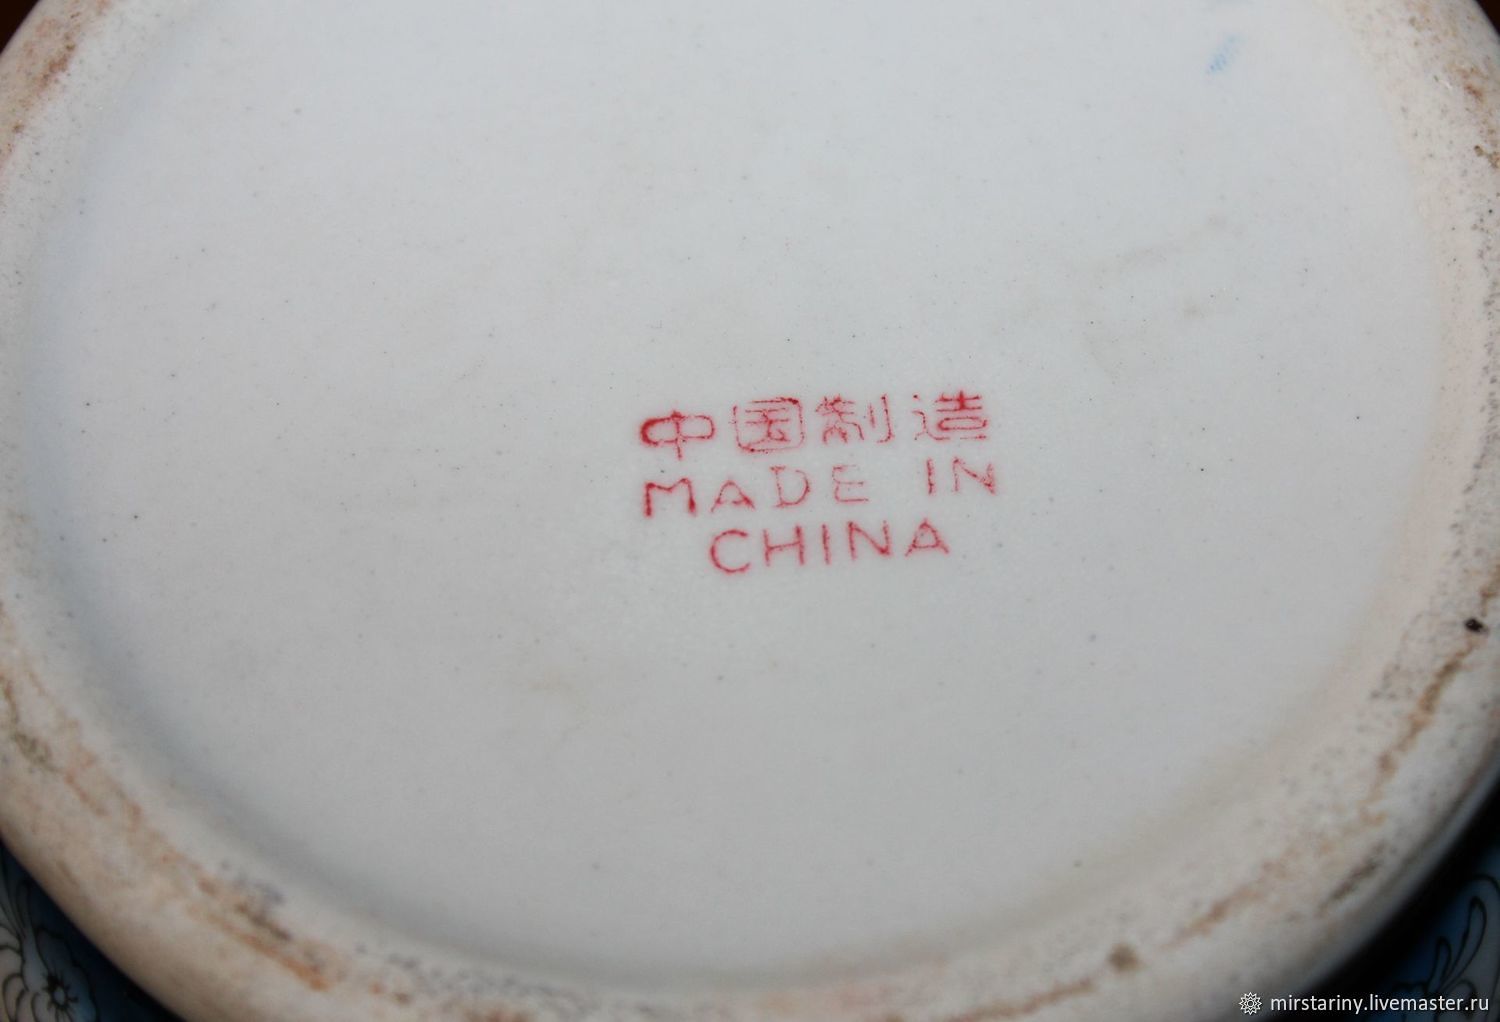 中国制造
MADE IN
CHINA
mirstariny.livemaster.ru